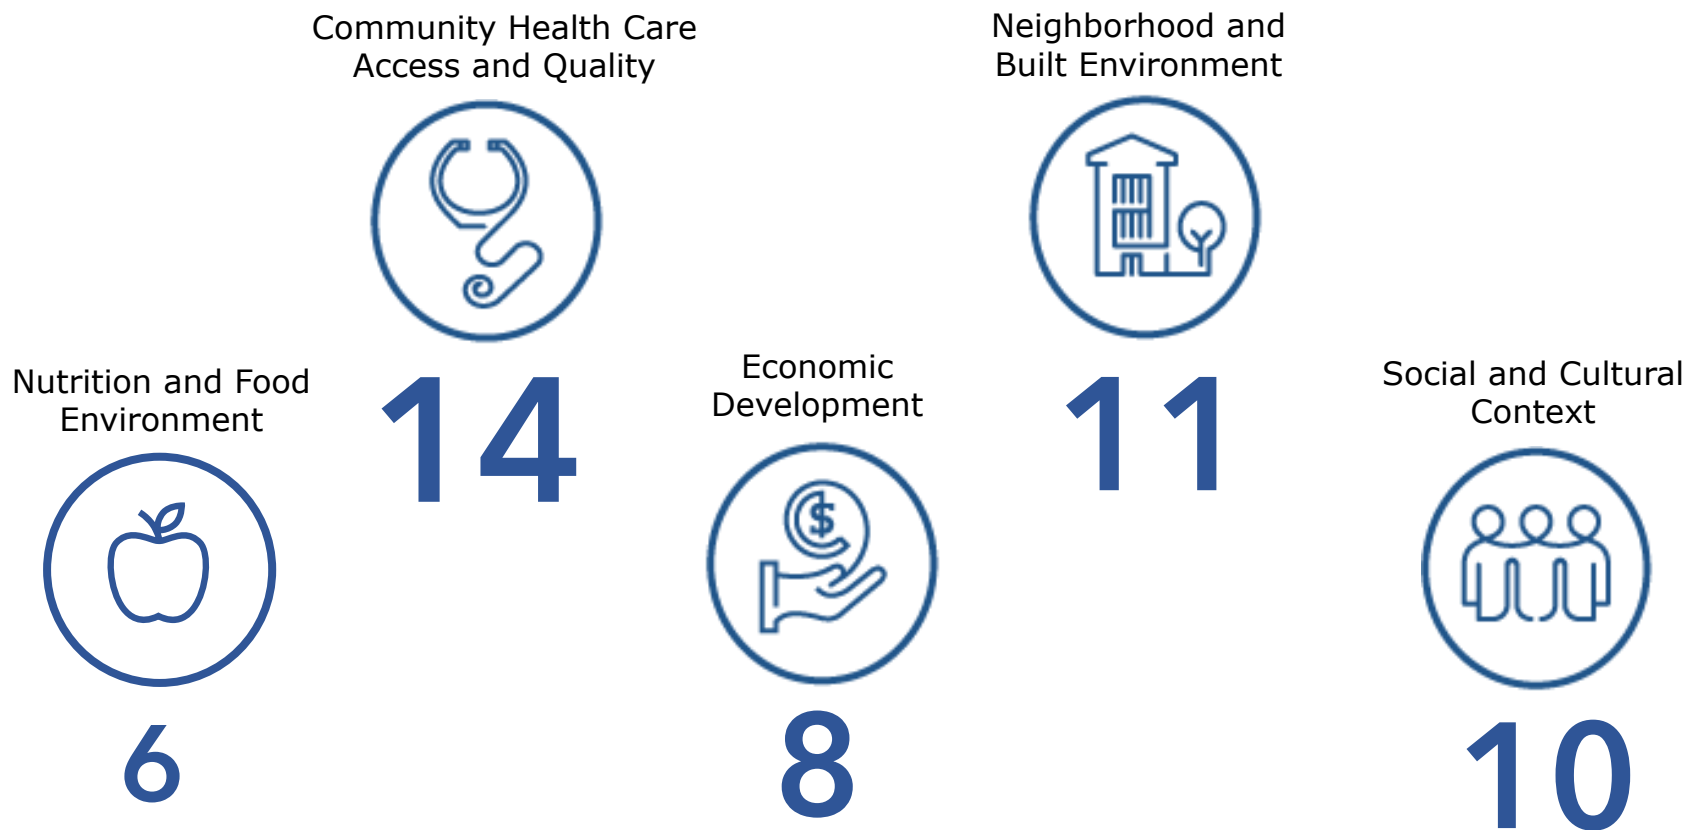 Community Health Care
Access and Quality
14
Neighborhood and
Built Environment
11
Nutrition and Food
Environment
6
Economic
Development
$
8
Social and Cultural
Context
10